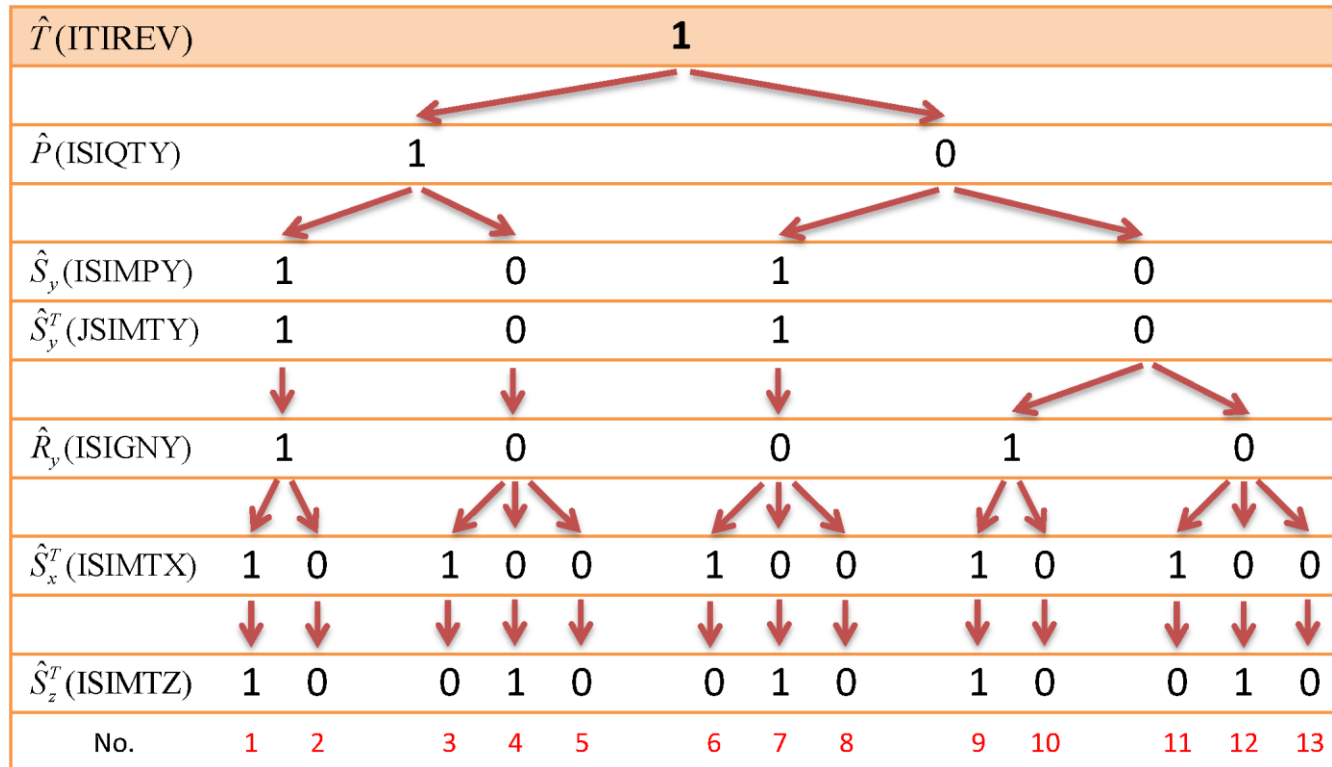 T̂(ITIREV) 1
P̂(ISIQTY) 1 0
Ŝ_y(ISIMPY) 1 0 1 0
Ŝ_y^T(JSIMTY) 1 0 1 0
R̂_y(ISIGNY) 1 0 0 1 0
Ŝ_x^T(ISIMTX) 1 0 1 0 0 1 0 0 1 0 1 0 0
Ŝ_z^T(ISIMTZ) 1 0 0 1 0 0 1 0 1 0 0 1 0
No. 1 2 3 4 5 6 7 8 9 10 11 12 13